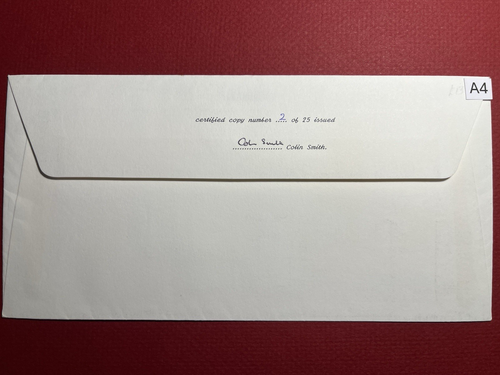 A4
certified copy number 2 of 25 issued
Colin Smith Colin Smith.